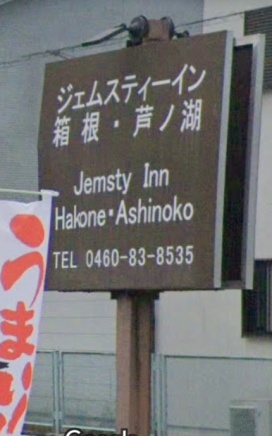 ジェムスティーイン
箱根・芦ノ湖
Jemsty Inn
Hakone・Ashinoko
TEL 0460-83-8535
うまい